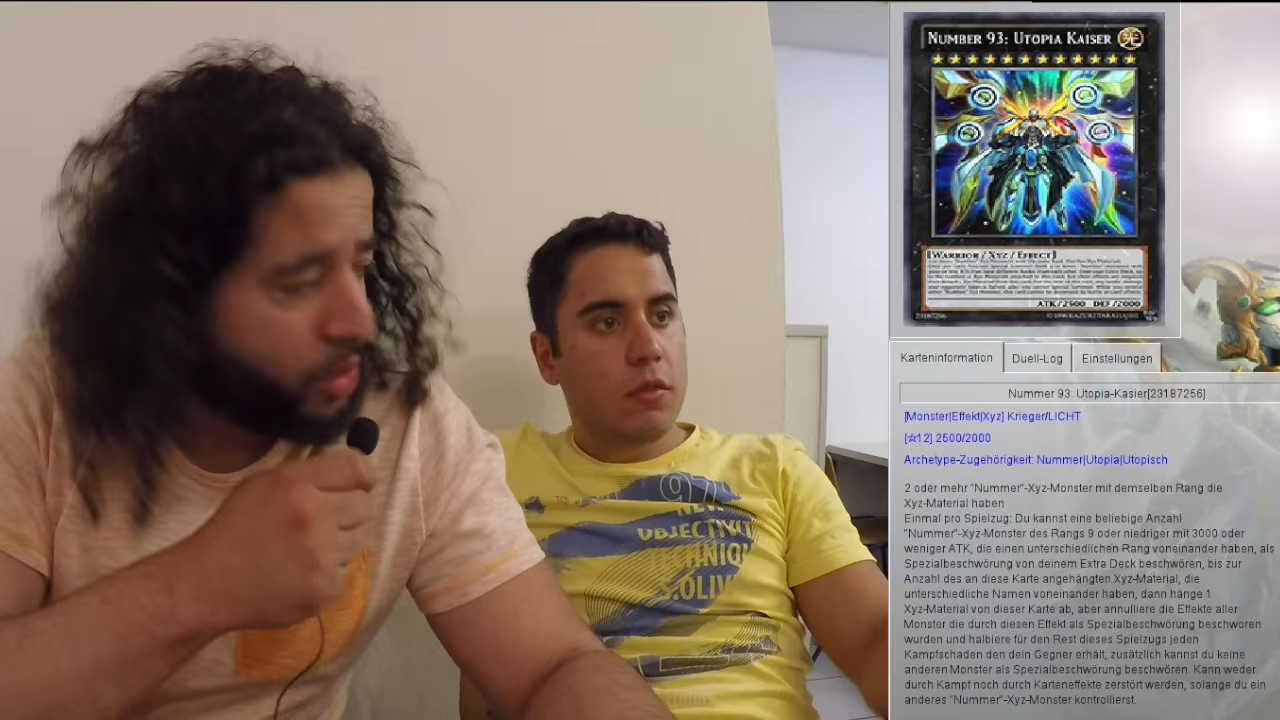 NUMBER 93: UTOPIA KAISER
[WARRIOR / XYZ / EFFECT]
ATK/2500 DEF/2000
23187256
Karteninformation
Duell-Log
Einstellungen
Nummer 93: Utopia-Kasier[23187256]
[Monster|Effekt|Xyz] Krieger/LICHT
[☆12] 2500/2000
Archetype-Zugehörigkeit: Nummer|Utopia|Utopisch
2 oder mehr "Nummer"-Xyz-Monster mit demselben Rang die
Xyz-Material haben
Einmal pro Spielzug: Du kannst eine beliebige Anzahl
"Nummer"-Xyz-Monster des Rangs 9 oder niedriger mit 3000 oder
weniger ATK, die einen unterschiedlichen Rang voneinander haben, als
Spezialbeschwörung von deinem Extra Deck beschwören, bis zur
Anzahl des an diese Karte angehängten Xyz-Material, die
unterschiedliche Namen voneinander haben, dann hänge 1
Xyz-Material von dieser Karte ab, aber annulliere die Effekte aller
Monster die durch diesen Effekt als Spezialbeschwörung beschworen
wurden und halbiere für den Rest dieses Spielzugs jeden
Kampfschaden den dein Gegner erhält, zusätzlich kannst du keine
anderen Monster als Spezialbeschwörung beschwören. Kann weder
durch Kampf noch durch Karteneffekte zerstört werden, solange du ein
anderes "Nummer"-Xyz-Monster kontrollierst.
97
NEW
OBJECTIVE
TECHNIQU
S.OLIV